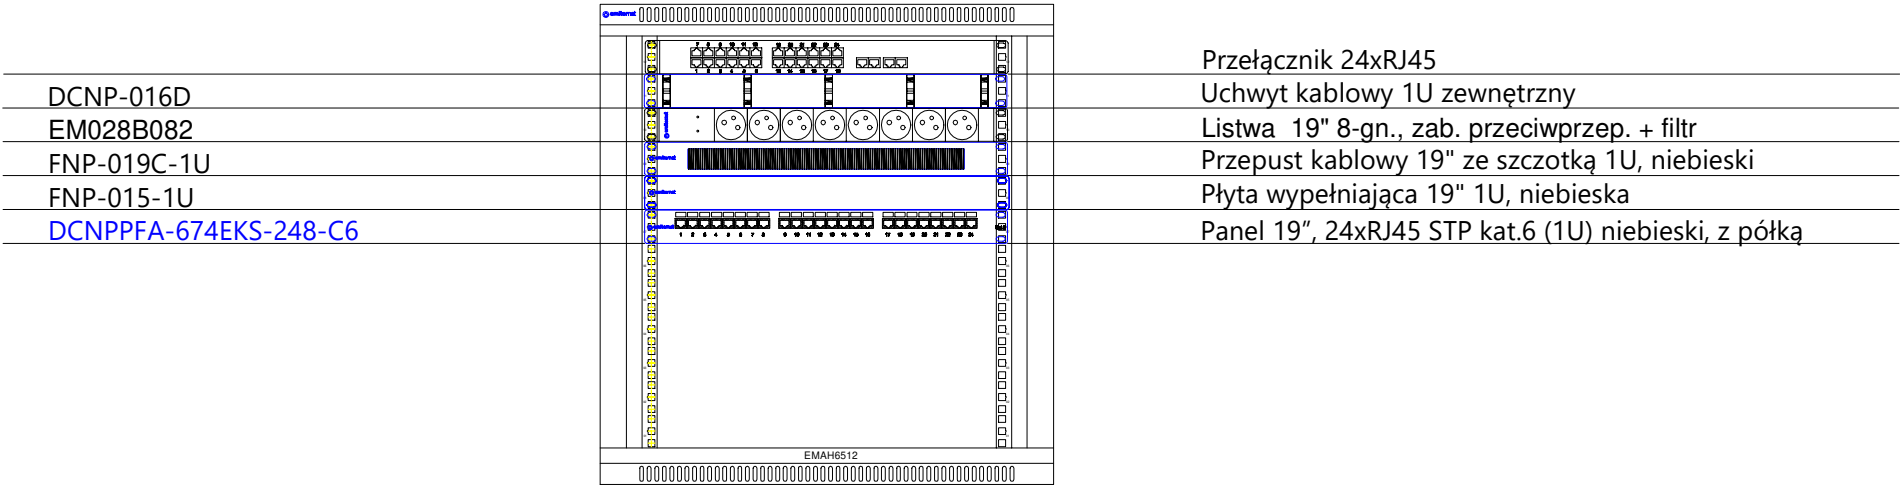 Przełącznik 24xRJ45
DCNP-016D Uchwyt kablowy 1U zewnętrzny
EM028B082 Listwa 19" 8-gn., zab. przeciwprzep. + filtr
FNP-019C-1U Przepust kablowy 19" ze szczotką 1U, niebieski
FNP-015-1U Płyta wypełniająca 19" 1U, niebieska
DCNPPFA-674EKS-248-C6 Panel 19”, 24xRJ45 STP kat.6 (1U) niebieski, z półką
EMAH6512